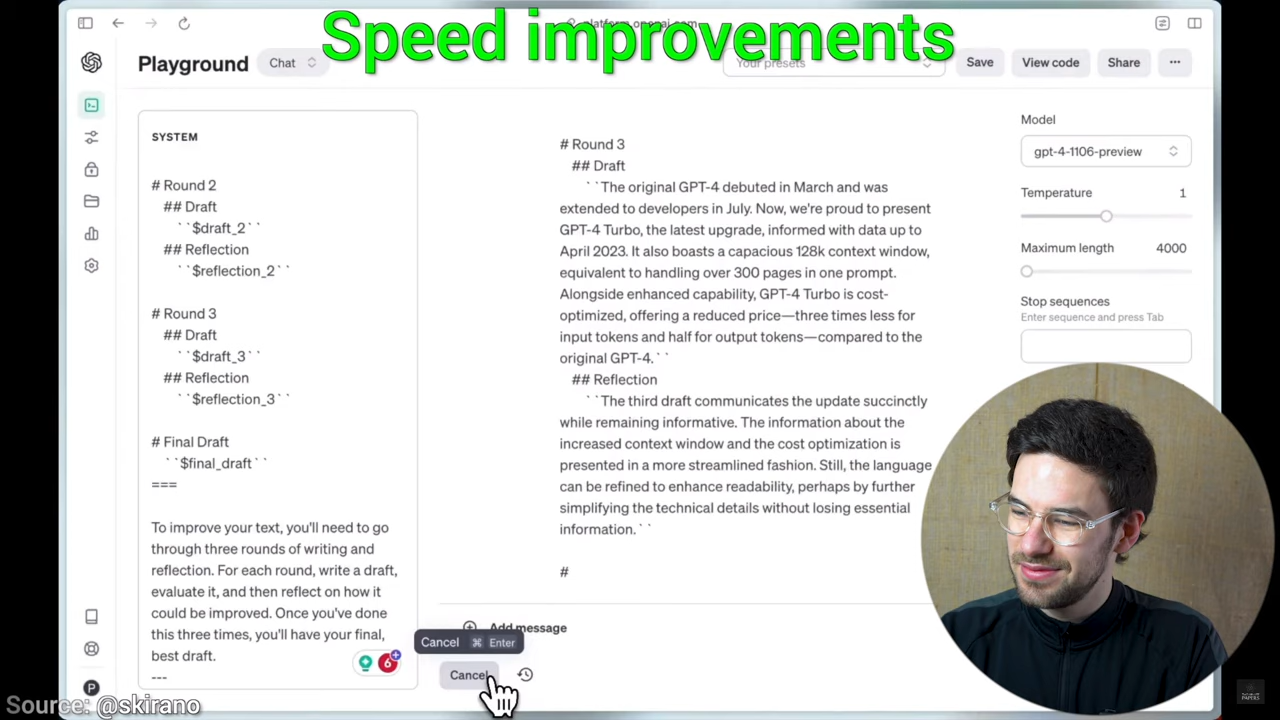 Speed improvements
Playground
Chat
Your presets
Save
View code
Share
SYSTEM
# Round 2
## Draft
``$draft_2``
## Reflection
``$reflection_2``
# Round 3
## Draft
``$draft_3``
## Reflection
``$reflection_3``
# Final Draft
``$final_draft``
===
To improve your text, you'll need to go
through three rounds of writing and
reflection. For each round, write a draft,
evaluate it, and then reflect on how it
could be improved. Once you've done
this three times, you'll have your final,
best draft.
---
6
# Round 3
## Draft
``The original GPT-4 debuted in March and was
extended to developers in July. Now, we're proud to present
GPT-4 Turbo, the latest upgrade, informed with data up to
April 2023. It also boasts a capacious 128k context window,
equivalent to handling over 300 pages in one prompt.
Alongside enhanced capability, GPT-4 Turbo is cost-
optimized, offering a reduced price—three times less for
input tokens and half for output tokens—compared to the
original GPT-4.``
## Reflection
``The third draft communicates the update succinctly
while remaining informative. The information about the
increased context window and the cost optimization is
presented in a more streamlined fashion. Still, the language
can be refined to enhance readability, perhaps by further
simplifying the technical details without losing essential
information.``
#
Add message
Cancel ⌘ Enter
Cancel
Model
gpt-4-1106-preview
Temperature 1
Maximum length 4000
Stop sequences
Enter sequence and press Tab
P
Source: @skirano
PAPERS